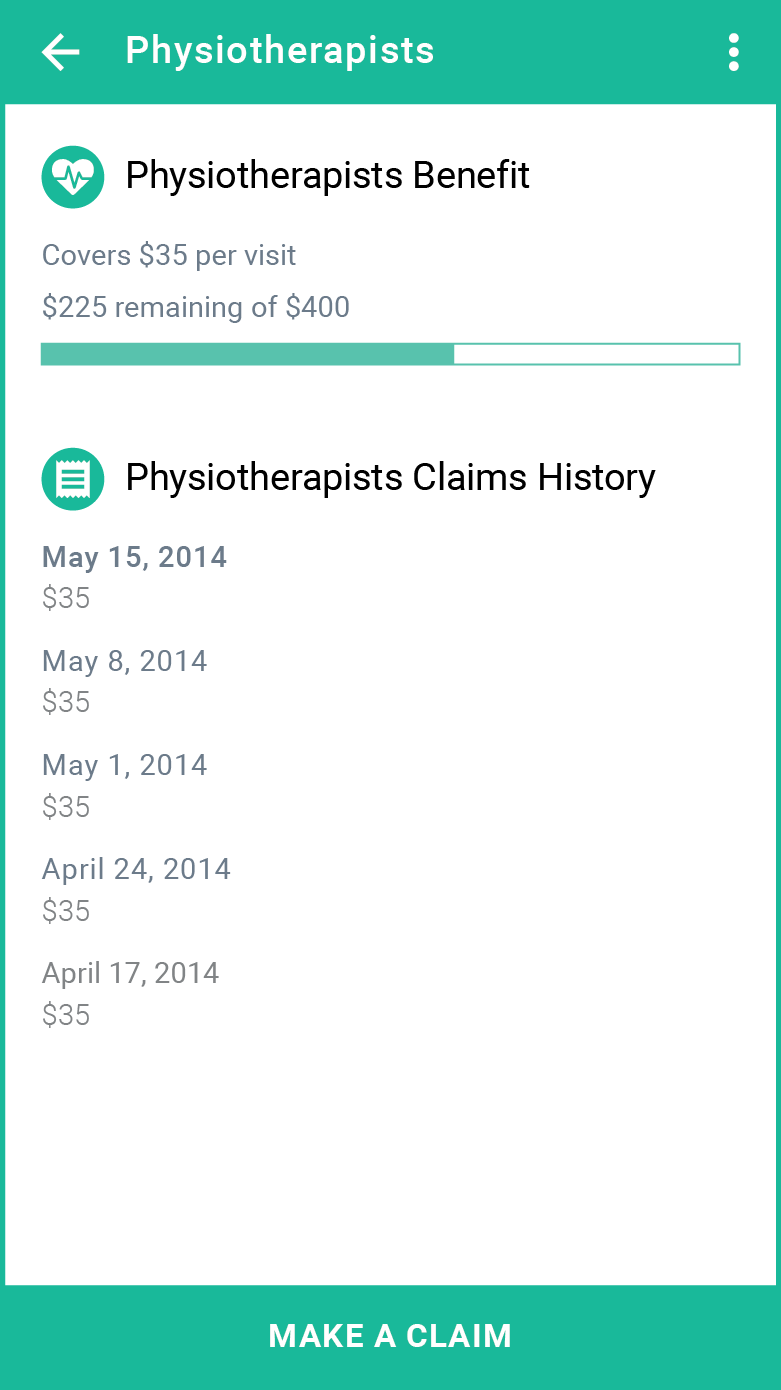 Physiotherapists
Physiotherapists Benefit
Covers $35 per visit
$225 remaining of $400
Physiotherapists Claims History
May 15, 2014
$35
May 8, 2014
$35
May 1, 2014
$35
April 24, 2014
$35
April 17, 2014
$35
MAKE A CLAIM